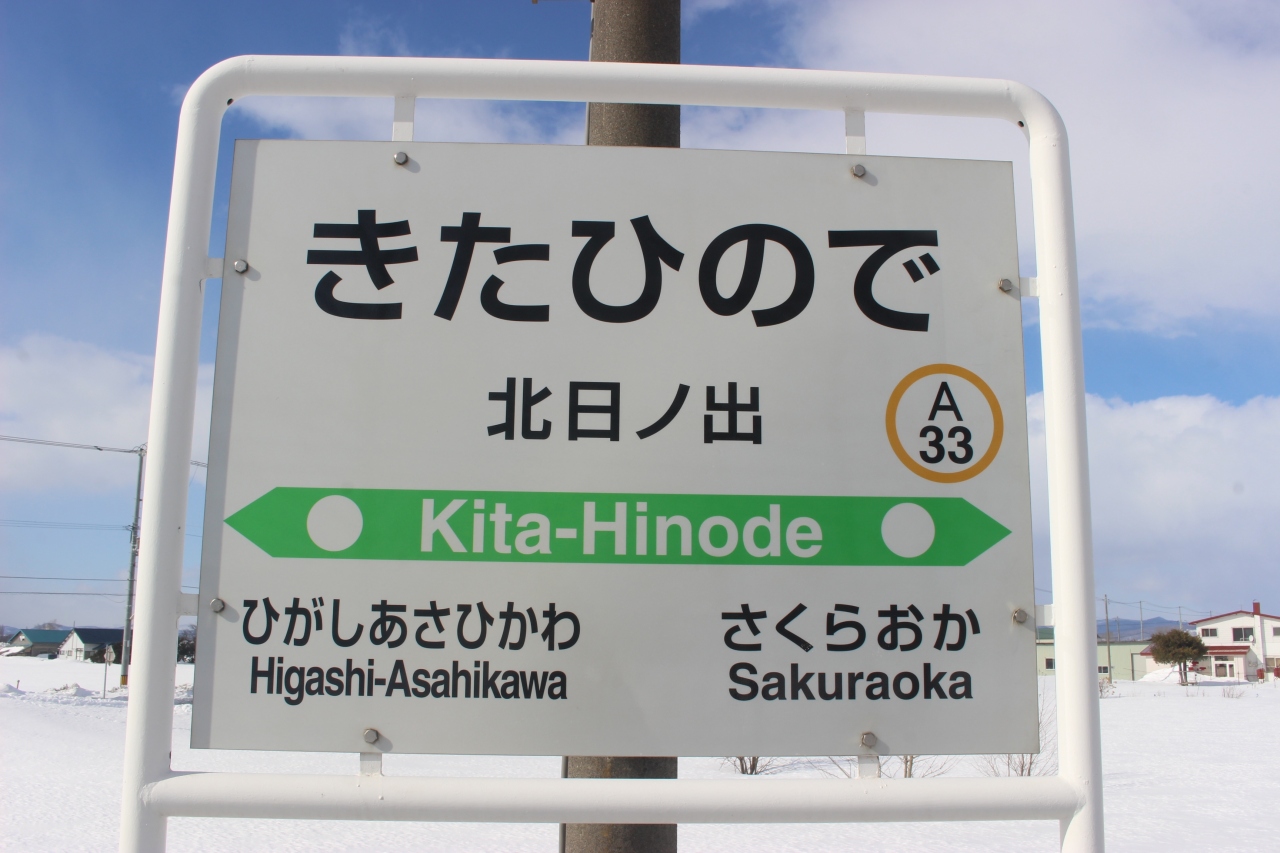 きたひので
北日ノ出
A
33
Kita-Hinode
ひがしあさひかわ
Higashi-Asahikawa
さくらおか
Sakuraoka